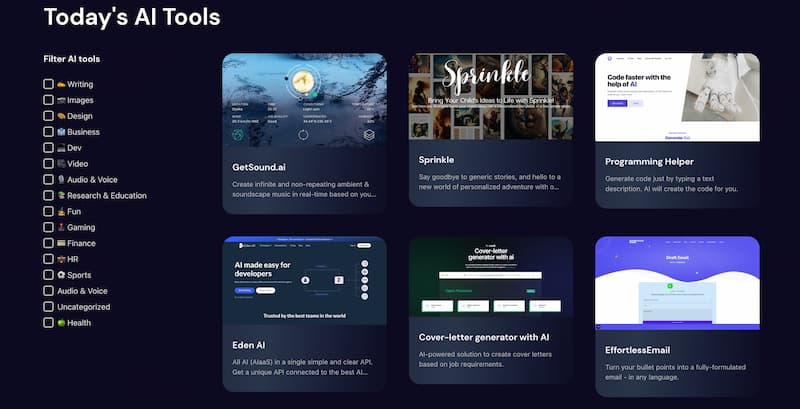 Today's AI Tools
Filter AI tools
Writing
Images
Design
Business
Dev
Video
Audio & Voice
Research & Education
Fun
Gaming
Finance
HR
Sports
Audio & Voice
Uncategorized
Health
GetSound.ai
Create infinite and non-repeating ambient &
soundscape music in real-time based on you...
Sprinkle
Bring Your Child's Ideas to Life with Sprinkle!
Sprinkle
Say goodbye to generic stories, and hello to a
new world of personalized adventure with o...
Code faster with the
help of AI
Programming Helper
Generate code just by typing a text
description. AI will create the code for you.
AI made easy for
developers
Trusted by the best teams in the world
Eden AI
All AI (AIaaS) in a single simple and clear API.
Get a unique API connected to the best AI...
Cover-letter
generator with ai
Cover-letter generator with AI
AI-powered solution to create cover letters
based on job requirements.
Draft Email
EffortlessEmail
Turn your bullet points into a fully-formulated
email - in any language.